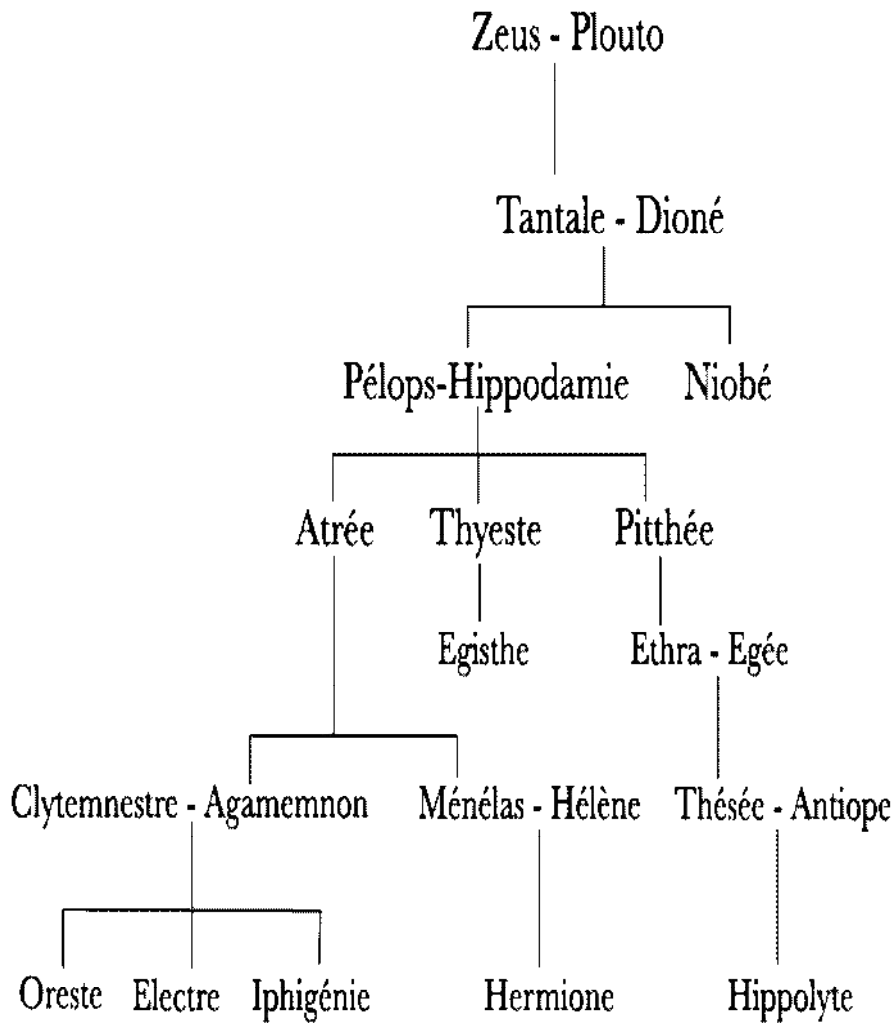 Zeus - Plouto
Tantale - Dioné
Pélops-Hippodamie Niobé
Atrée Thyeste Pitthée
Egisthe Ethra - Egée
Clytemnestre - Agamemnon Ménélas - Hélène Thésée - Antiope
Oreste Electre Iphigénie Hermione Hippolyte